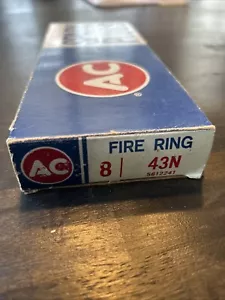 AC
®
FIRE RING
AC
8 43N
5612241